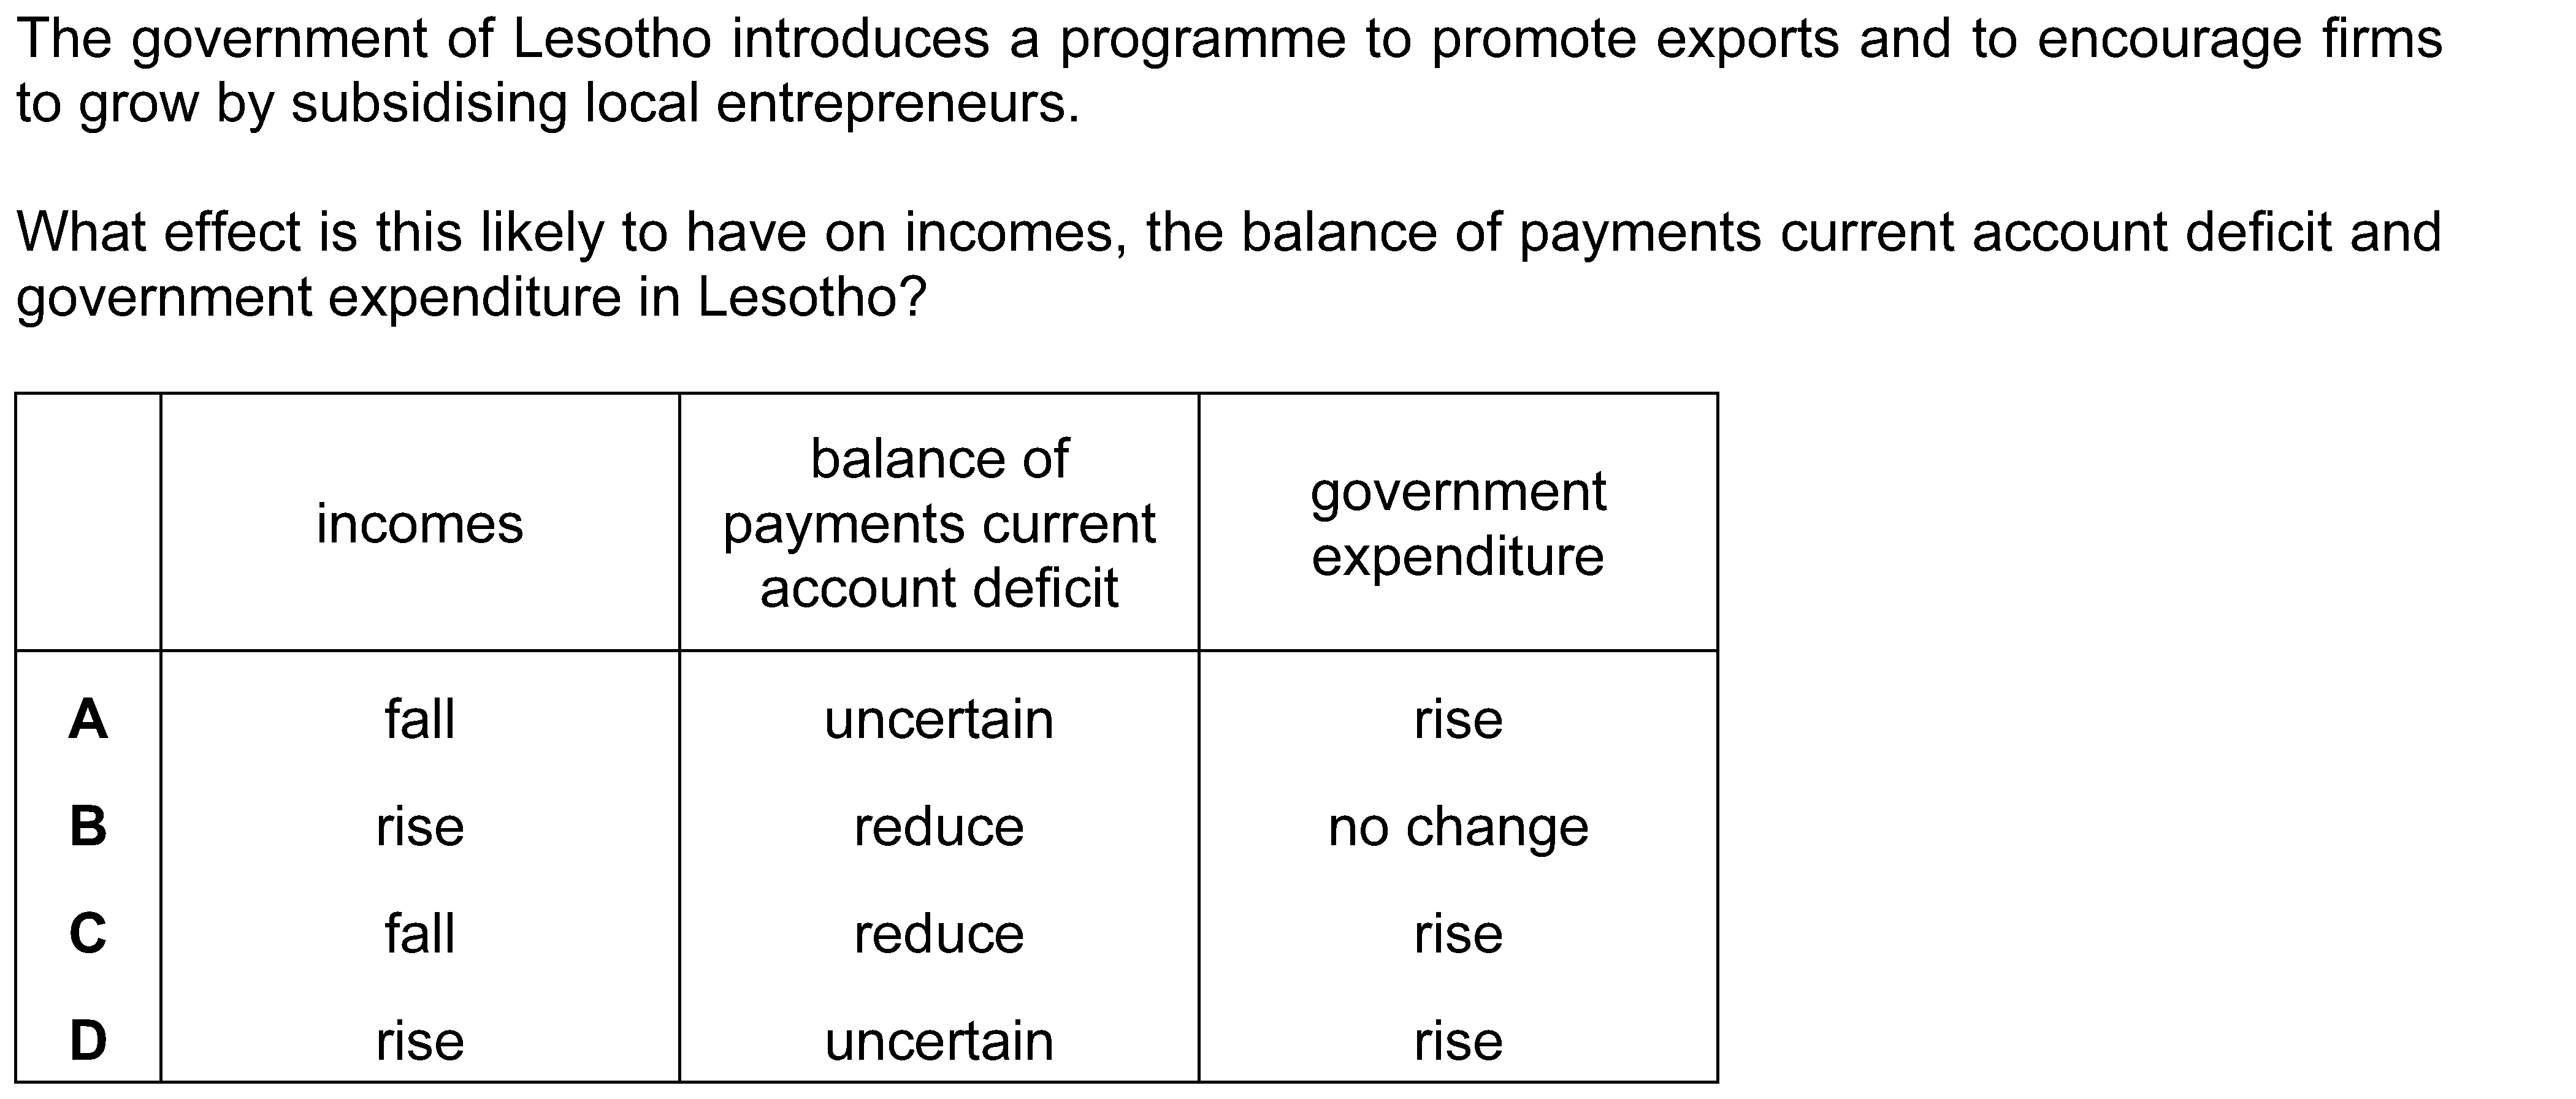 The government of Lesotho introduces a programme to promote exports and to encourage firms
to grow by subsidising local entrepreneurs.
What effect is this likely to have on incomes, the balance of payments current account deficit and
government expenditure in Lesotho?
incomes
balance of
payments current
account deficit
government
expenditure
A fall uncertain rise
B rise reduce no change
C fall reduce rise
D rise uncertain rise